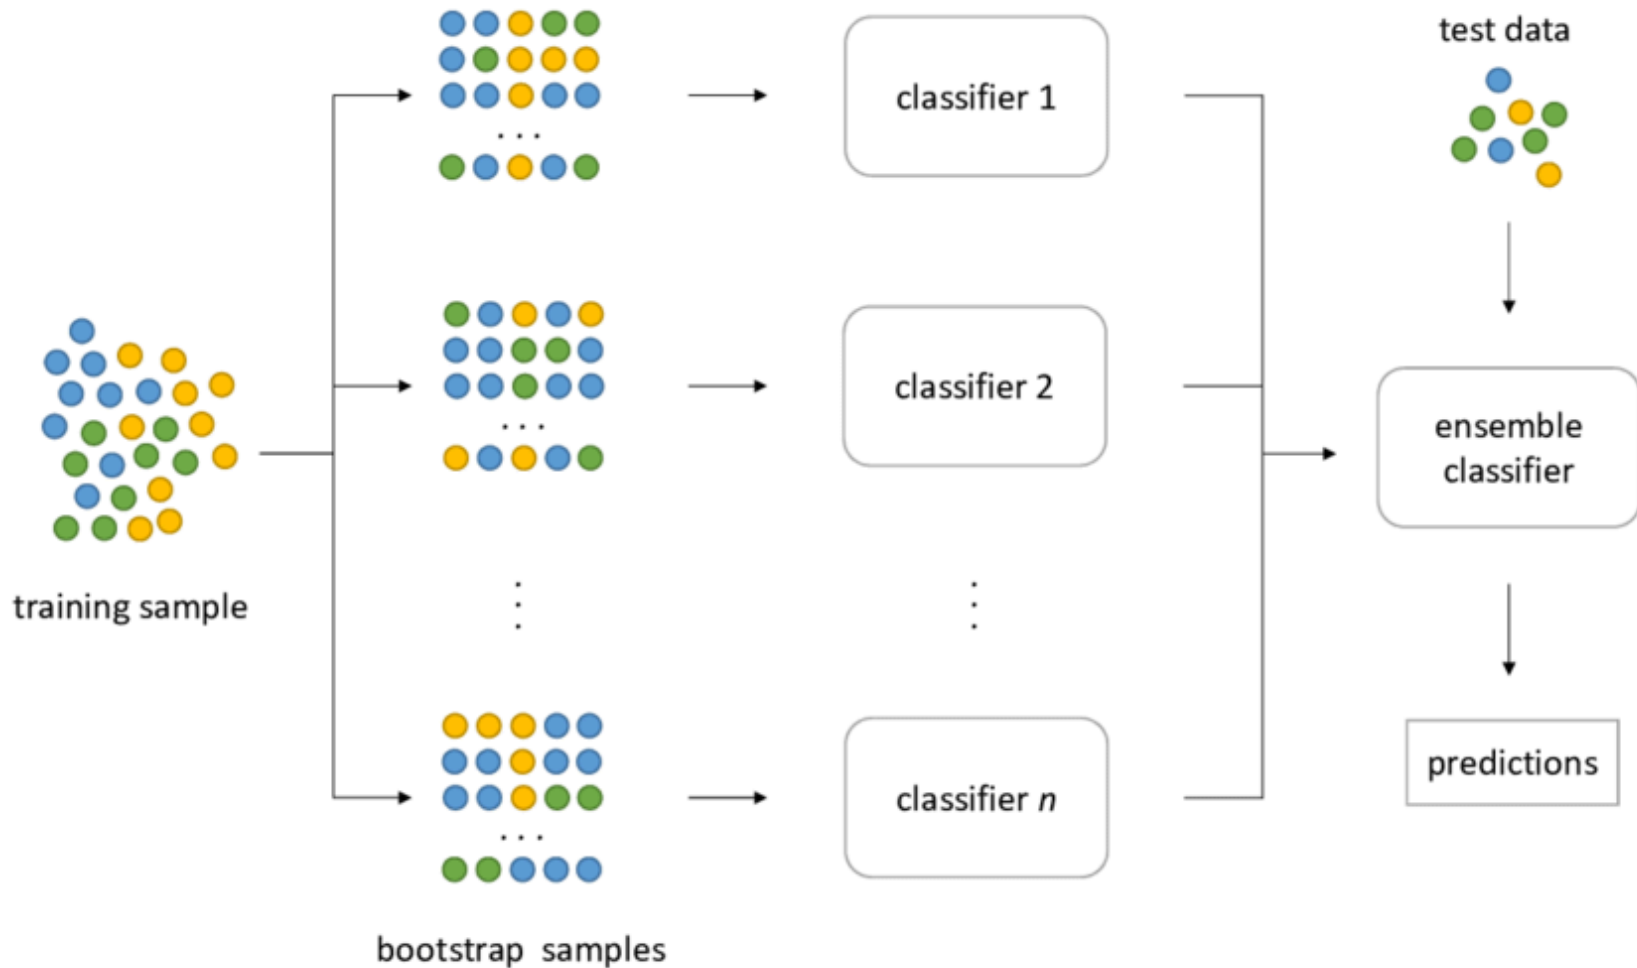 test data
classifier 1
. . .
classifier 2
. . .
ensemble
classifier
training sample
predictions
classifier n
. . .
bootstrap samples